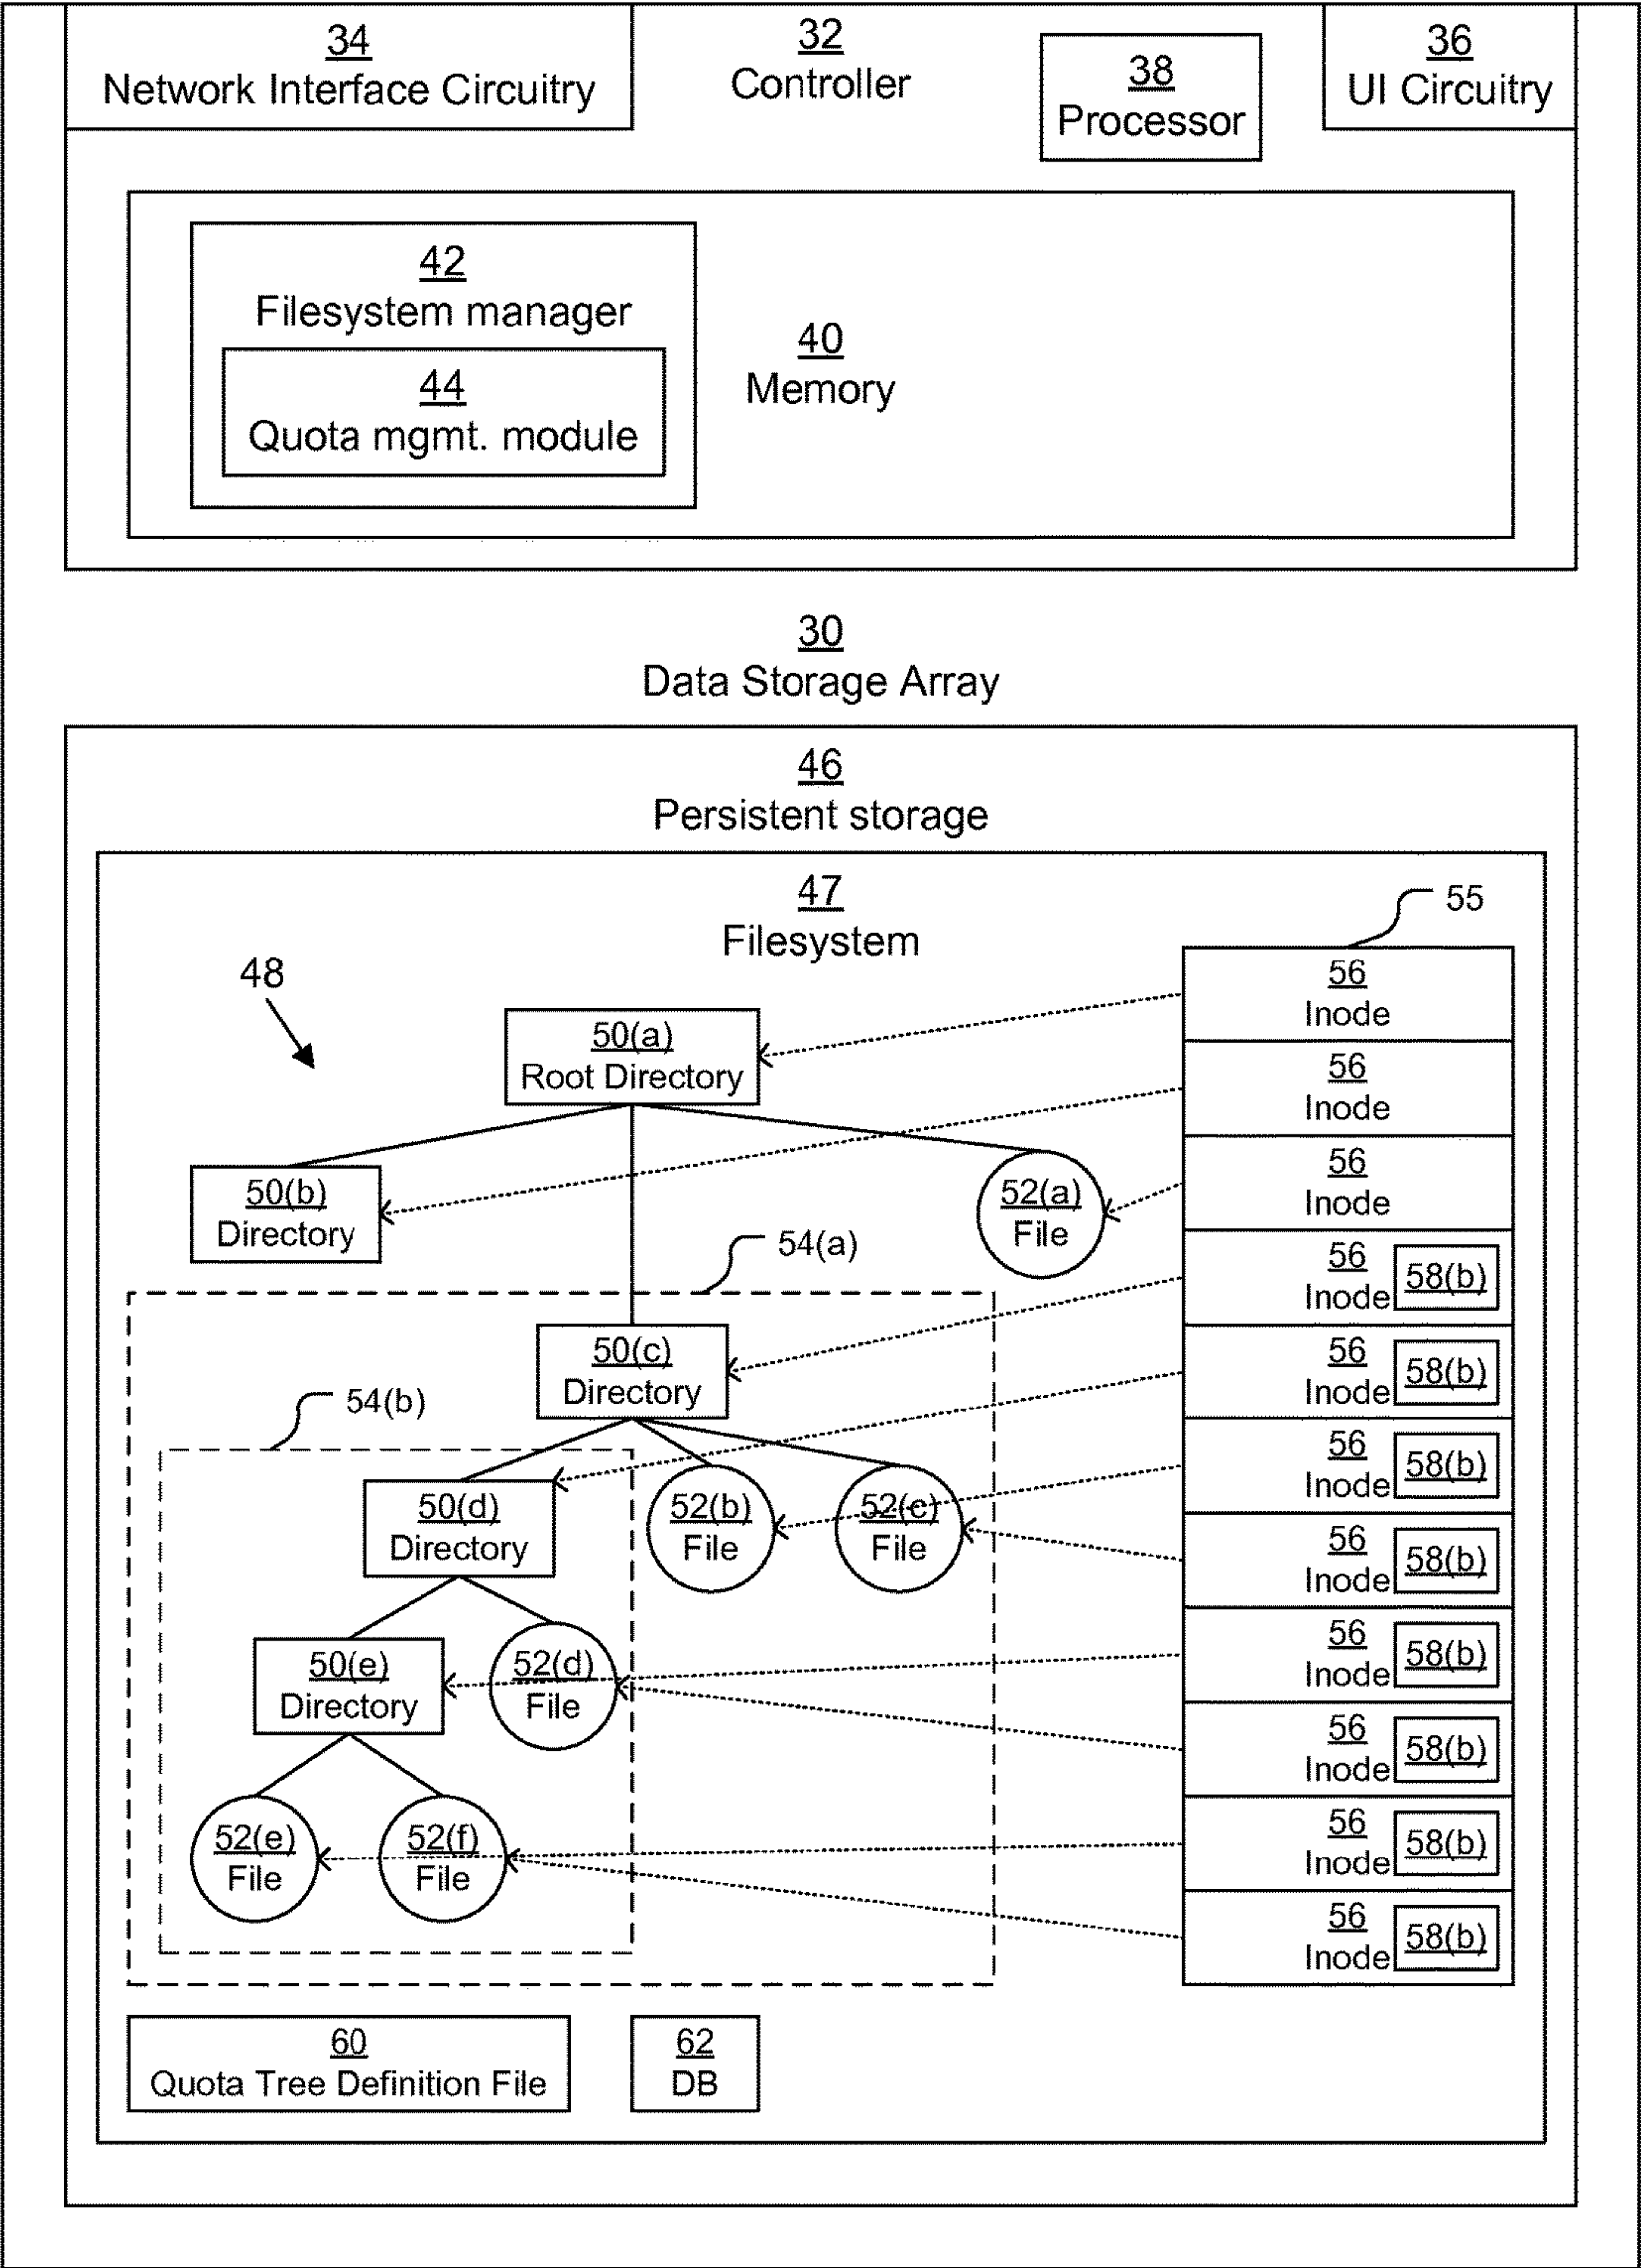 34
Network Interface Circuitry
32
Controller
38
Processor
36
UI Circuitry
42
Filesystem manager
44
Quota mgmt. module
40
Memory
30
Data Storage Array
46
Persistent storage
47
Filesystem
48
55
50(a)
Root Directory
50(b)
Directory
52(a)
File
54(a)
50(c)
Directory
54(b)
50(d)
Directory
52(b)
File
52(c)
File
50(e)
Directory
52(d)
File
52(e)
File
52(f)
File
56
Inode
56
Inode
56
Inode
56
Inode
58(b)
56
Inode
58(b)
56
Inode
58(b)
56
Inode
58(b)
56
Inode
58(b)
56
Inode
58(b)
56
Inode
58(b)
56
Inode
58(b)
60
Quota Tree Definition File
62
DB